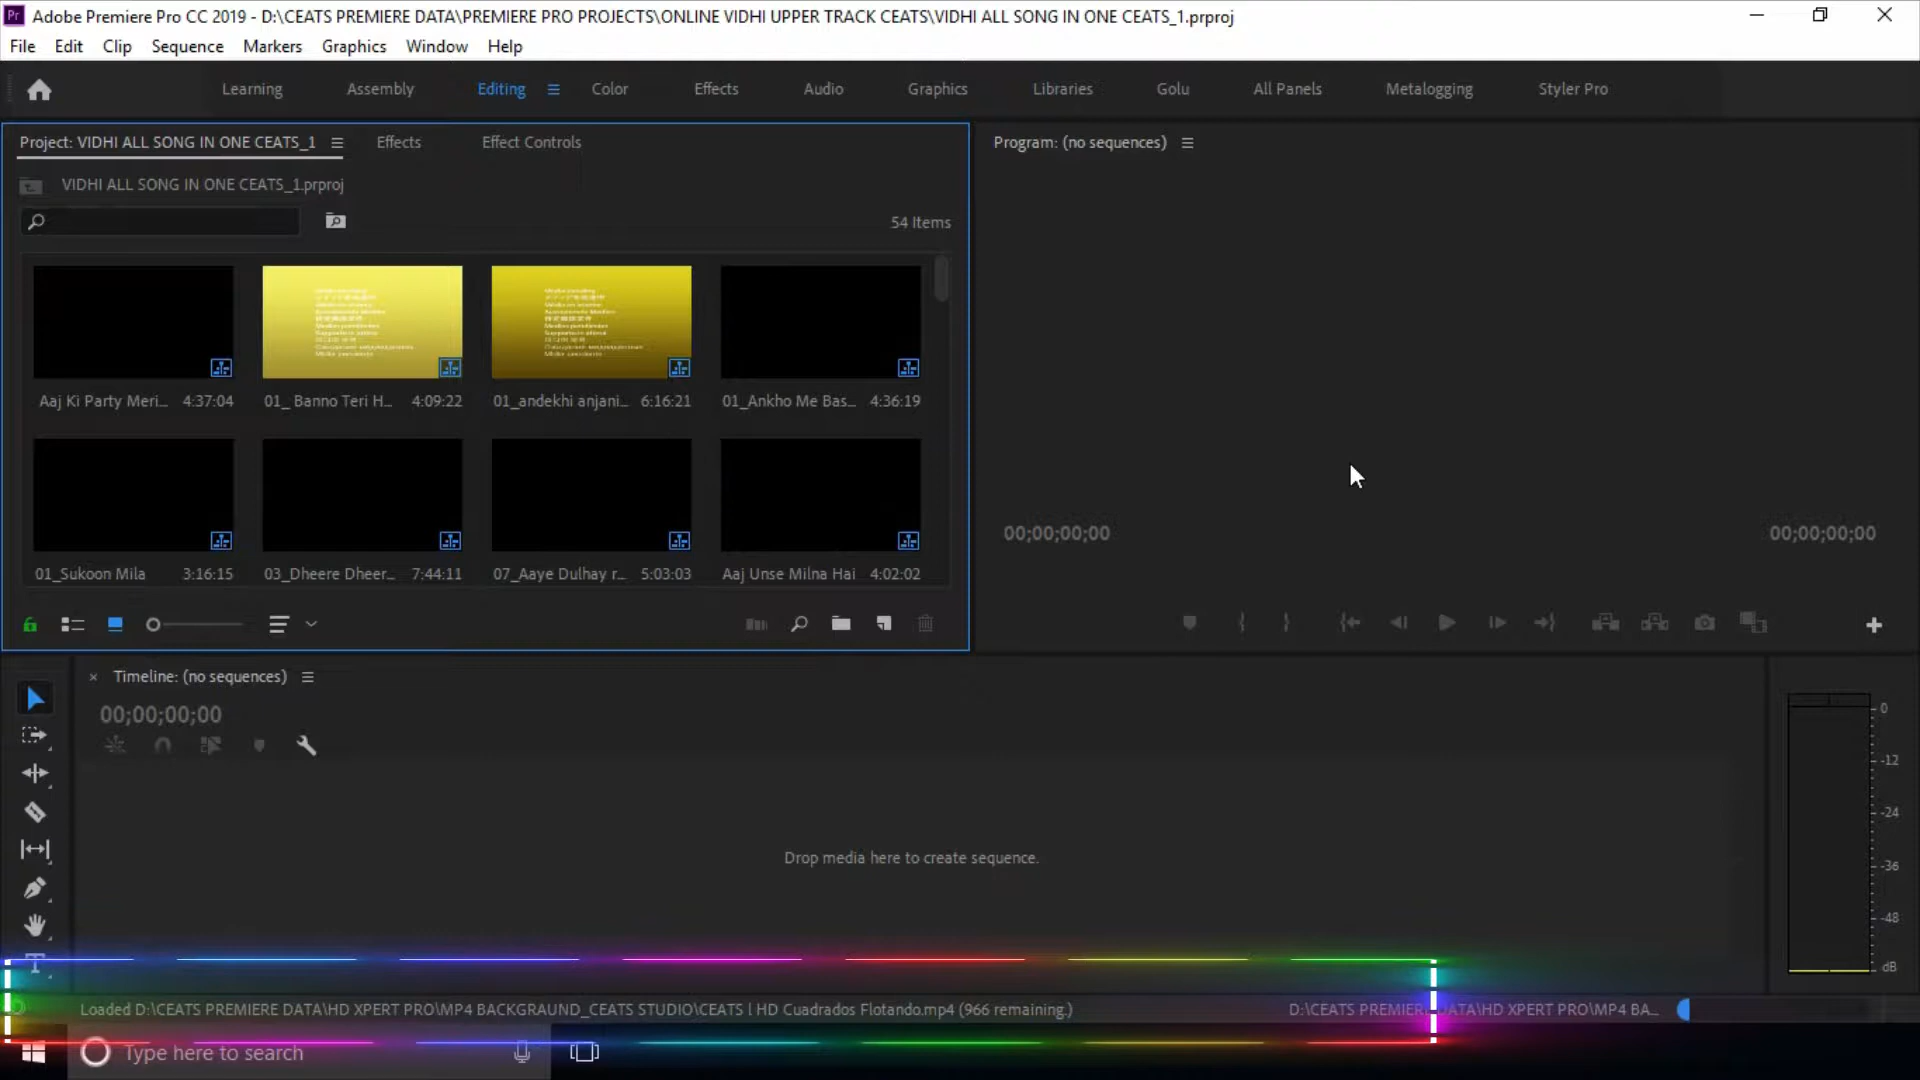 Adobe Premiere Pro CC 2019 - D:\CEATS PREMIERE DATA\PREMIERE PRO PROJECTS\ONLINE VIDHI UPPER TRACK CEATS\VIDHI ALL SONG IN ONE CEATS_1.prproj
File Edit Clip Sequence Markers Graphics Window Help
Learning Assembly Editing Color Effects Audio Graphics Libraries Golu All Panels Metalogging Styler Pro
Project: VIDHI ALL SONG IN ONE CEATS_1 Effects Effect Controls
Program: (no sequences)
VIDHI ALL SONG IN ONE CEATS_1.prproj
54 Items
Aaj Ki Party Meri... 4:37:04
01_ Banno Teri H... 4:09:22
01_andekhi anjani... 6:16:21
01_Ankho Me Bas... 4:36:19
01_Sukoon Mila 3:16:15
03_Dheere Dheer... 7:44:11
07_Aaye Dulhay r... 5:03:03
Aaj Unse Milna Hai 4:02:02
00;00;00;00
00;00;00;00
Timeline: (no sequences)
00;00;00;00
Drop media here to create sequence.
0
-12
-24
-36
-48
dB
Loaded D:\CEATS PREMIERE DATA\HD XPERT PRO\MP4 BACKGRAUND_CEATS STUDIO\CEATS l HD Cuadrados Flotando.mp4 (966 remaining.)
D:\CEATS PREMIERE DATA\HD XPERT PRO\MP4 BA...
Type here to search